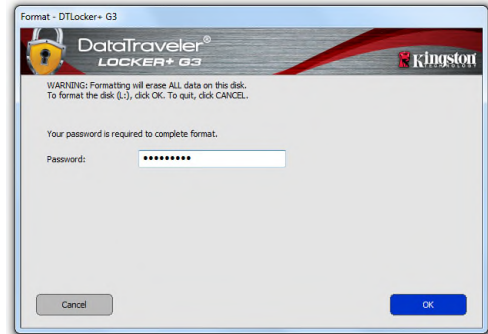 Format - DTLocker+ G3
DataTraveler®
LOCKER+ G3
Kingston
TECHNOLOGY
WARNING: Formatting will erase ALL data on this disk.
To format the disk (L:), click OK. To quit, click CANCEL.
Your password is required to complete format.
Password: •••••••••
Cancel
OK